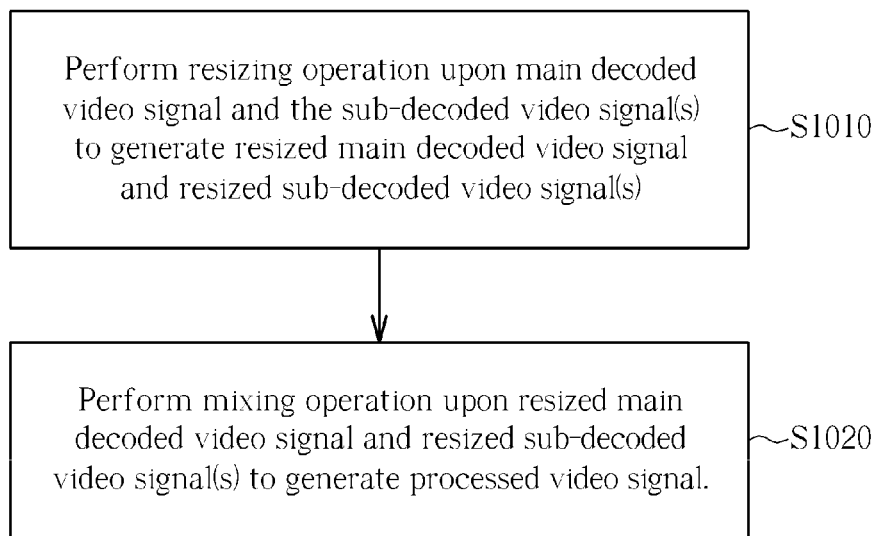 Perform resizing operation upon main decoded
video signal and the sub-decoded video signal(s)
to generate resized main decoded video signal
and resized sub-decoded video signal(s)
S1010
Perform mixing operation upon resized main
decoded video signal and resized sub-decoded
video signal(s) to generate processed video signal.
S1020